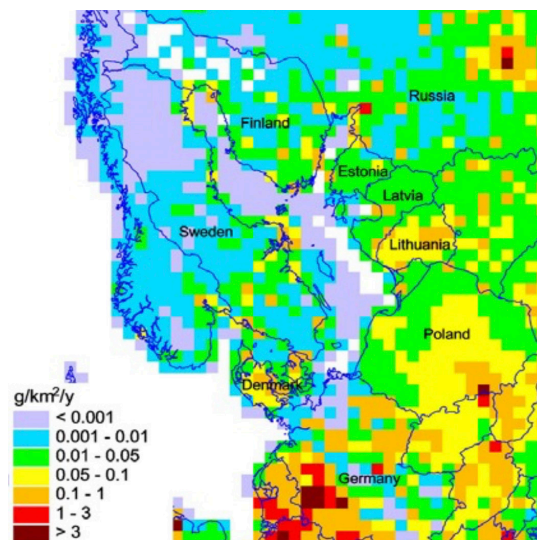 Russia
Finland
Estonia
Latvia
Sweden
Lithuania
Poland
Denmark
g/km²/y
< 0.001
0.001 - 0.01
0.01 - 0.05
0.05 - 0.1
0.1 - 1
1 - 3
> 3
Germany